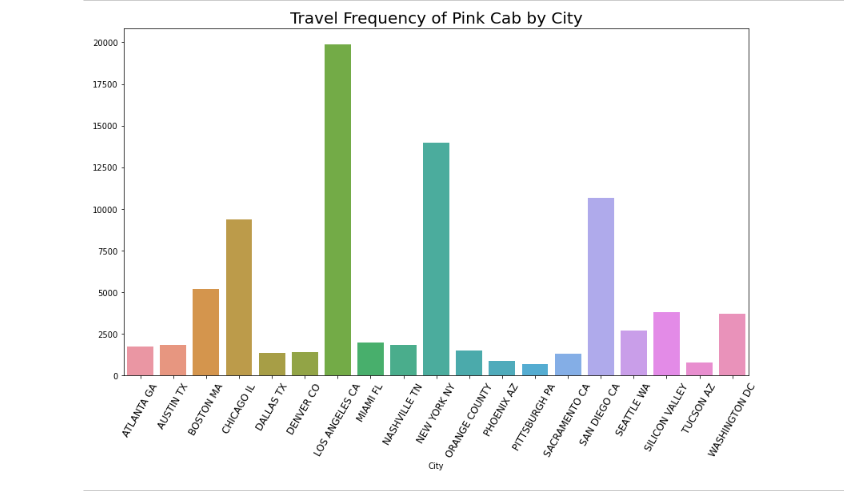 Travel Frequency of Pink Cab by City
20000
17500
15000
12500
10000
7500
5000
2500
0
ATLANTA GA
AUSTIN TX
BOSTON MA
CHICAGO IL
DALLAS TX
DENVER CO
LOS ANGELES CA
MIAMI FL
NASHVILLE TN
NEW YORK NY
ORANGE COUNTY
PHOENIX AZ
PITTSBURGH PA
SACRAMENTO CA
SAN DIEGO CA
SEATTLE WA
SILICON VALLEY
TUCSON AZ
WASHINGTON DC
City